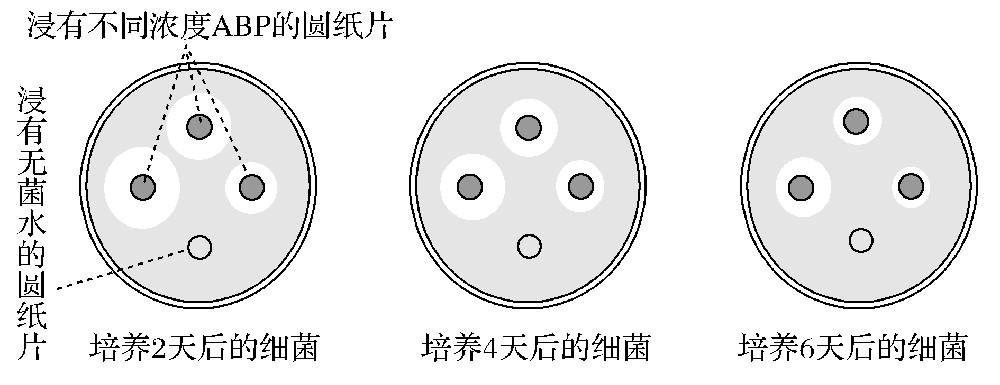 浸有不同浓度ABP的圆纸片
浸有无菌水的圆纸片
培养2天后的细菌
培养4天后的细菌
培养6天后的细菌